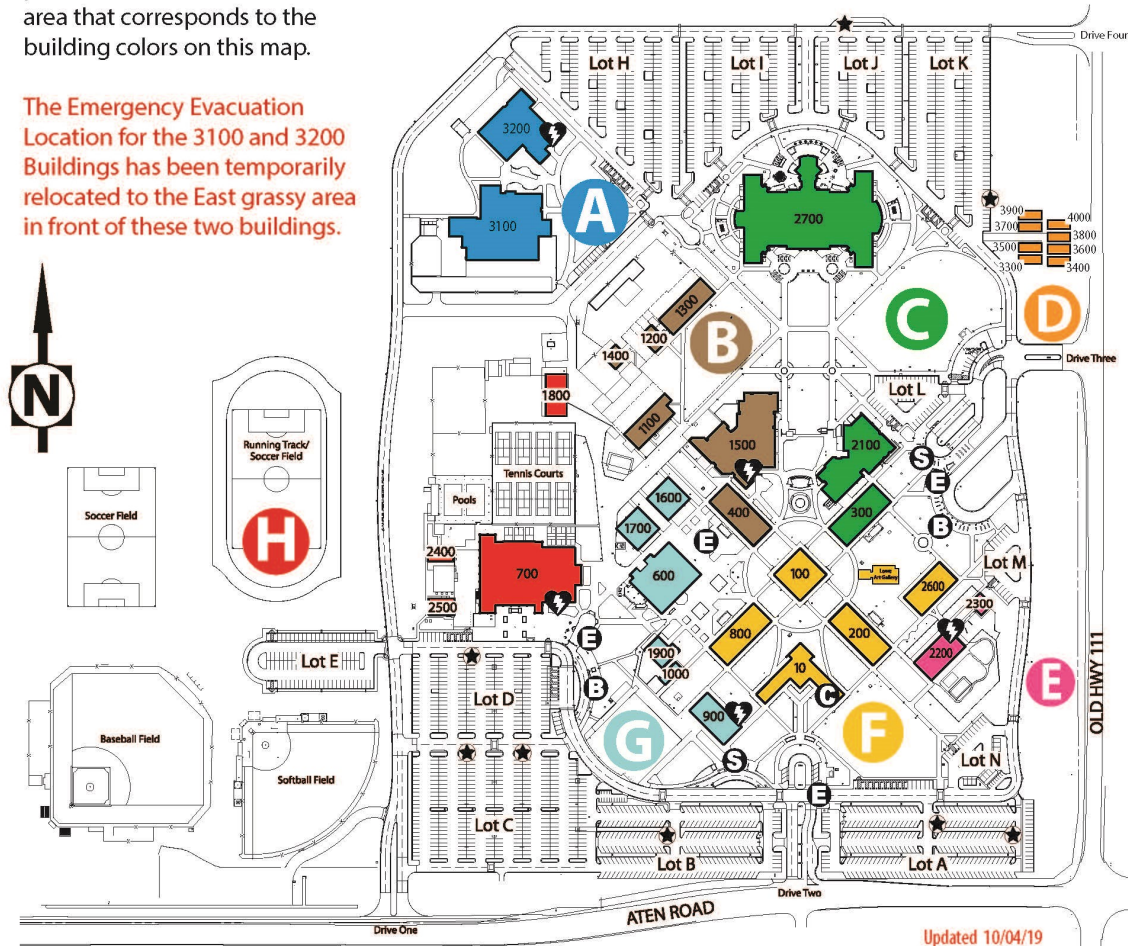 area that corresponds to the
building colors on this map.
The Emergency Evacuation
Location for the 3100 and 3200
Buildings has been temporarily
relocated to the East grassy area
in front of these two buildings.
N
Drive Four
Lot H
Lot I
Lot J
Lot K
3200
A
3100
2700
3900
4000
3700
3800
3500
3600
3300
3400
1300
1200
1400
B
C
D
Drive Three
1800
1100
Lot L
1500
2100
S
E
Running Track/
Soccer Field
Tennis Courts
Pools
Soccer Field
H
1600
400
300
B
1700
E
2400
700
600
100
Lowe
Art Gallery
2600
Lot M
2300
2500
800
200
2200
E
1900
1000
10
E
Lot E
B
C
Lot D
900
G
F
OLD HWY 111
Baseball Field
Softball Field
S
Lot N
E
Lot C
Lot B
Lot A
Drive Two
ATEN ROAD
Drive One
Updated 10/04/19